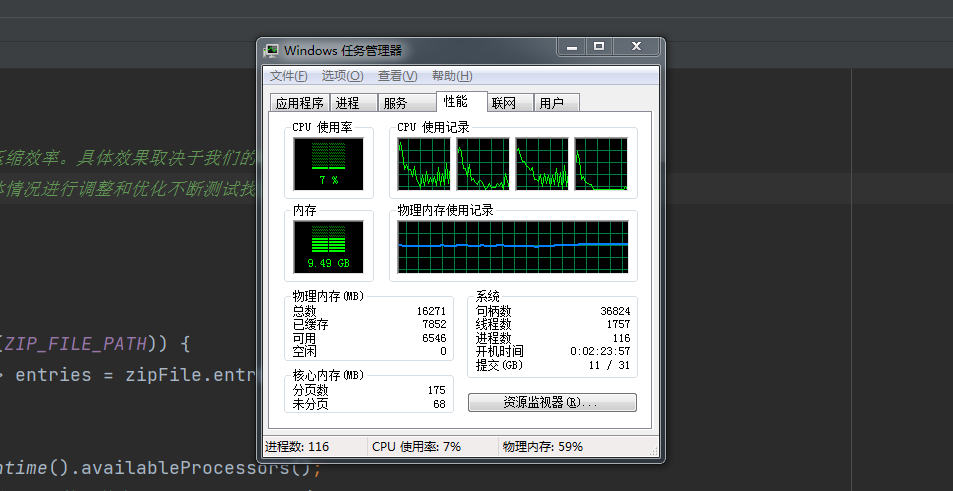 Windows 任务管理器
文件(F) 选项(O) 查看(V) 帮助(H)
应用程序 进程 服务 性能 联网 用户
CPU 使用率 CPU 使用记录
7 %
内存 物理内存使用记录
9.49 GB
物理内存(MB)
总数 16271
已缓存 7852
可用 6546
空闲 0
核心内存(MB)
分页数 175
未分页 68
系统
句柄数 36824
线程数 1757
进程数 116
开机时间 0:02:23:57
提交(GB) 11 / 31
资源监视器(R)...
进程数: 116 CPU 使用率: 7% 物理内存: 59%
缩效率。具体效果取决于我们的
情况进行调整和优化不断测试找
(ZIP_FILE_PATH)) {
> entries = zipFile.entr
ntime().availableProcessors();